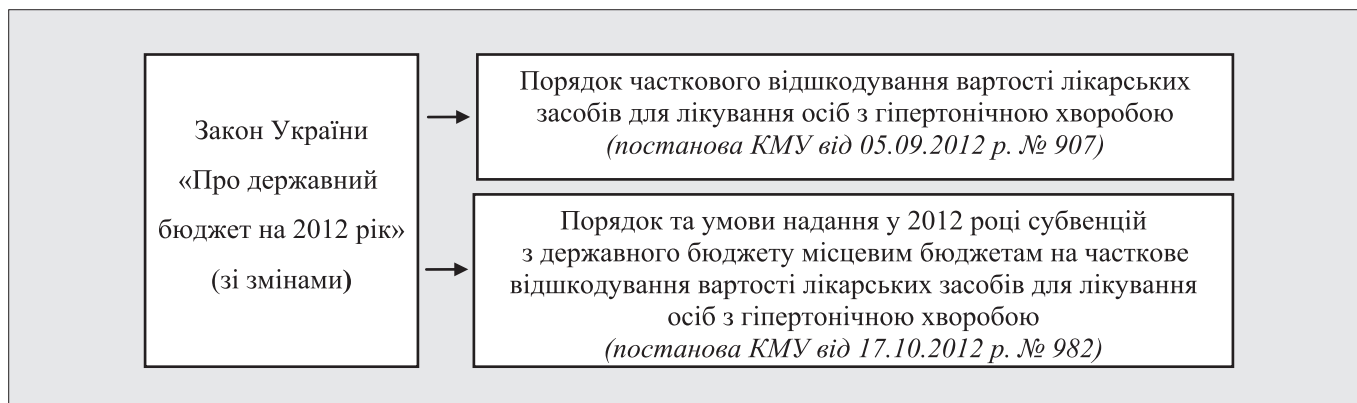 Закон України
«Про державний
бюджет на 2012 рік»
(зі змінами)
Порядок часткового відшкодування вартості лікарських
засобів для лікування осіб з гіпертонічною хворобою
(постанова КМУ від 05.09.2012 р. № 907)
Порядок та умови надання у 2012 році субвенцій
з державного бюджету місцевим бюджетам на часткове
відшкодування вартості лікарських засобів для лікування
осіб з гіпертонічною хворобою
(постанова КМУ від 17.10.2012 р. № 982)